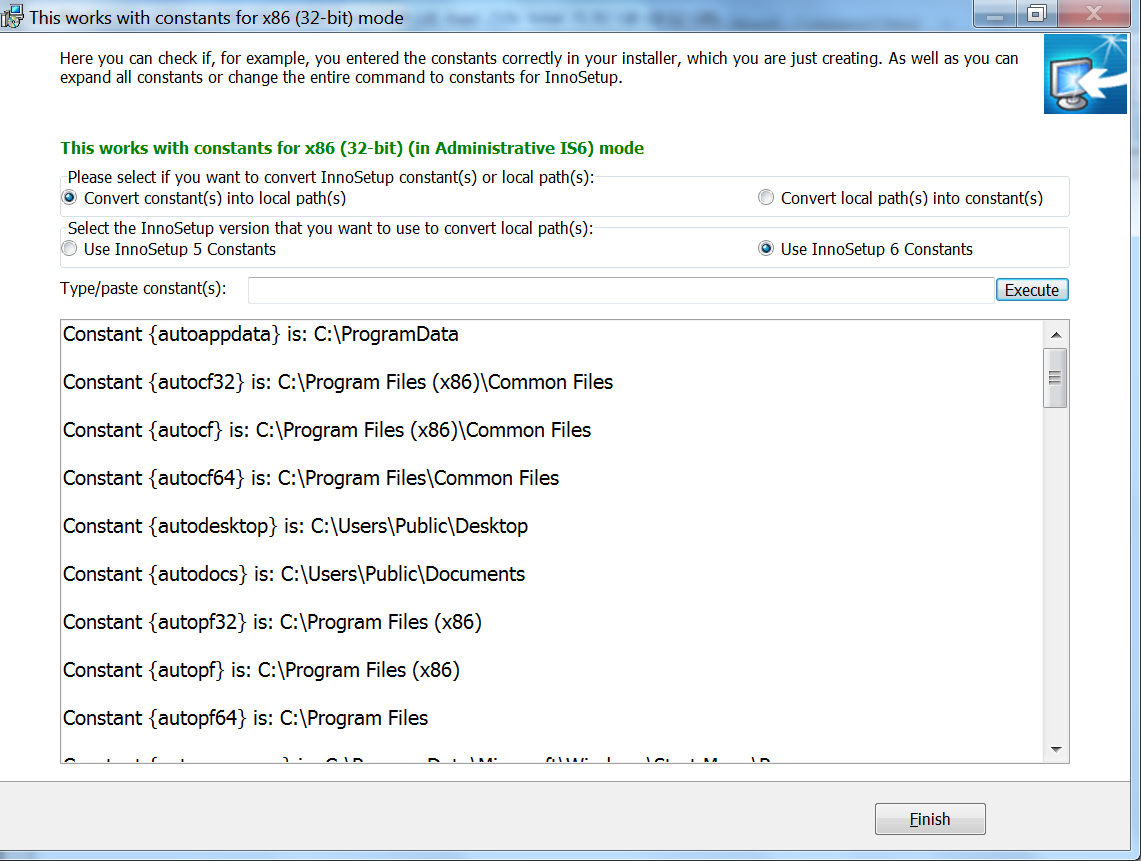 This works with constants for x86 (32-bit) mode
Here you can check if, for example, you entered the constants correctly in your installer, which you are just creating. As well as you can
expand all constants or change the entire command to constants for InnoSetup.
This works with constants for x86 (32-bit) (in Administrative IS6) mode
Please select if you want to convert InnoSetup constant(s) or local path(s):
Convert constant(s) into local path(s)
Convert local path(s) into constant(s)
Select the InnoSetup version that you want to use to convert local path(s):
Use InnoSetup 5 Constants
Use InnoSetup 6 Constants
Type/paste constant(s):
Execute
Constant {autoappdata} is: C:\ProgramData
Constant {autocf32} is: C:\Program Files (x86)\Common Files
Constant {autocf} is: C:\Program Files (x86)\Common Files
Constant {autocf64} is: C:\Program Files\Common Files
Constant {autodesktop} is: C:\Users\Public\Desktop
Constant {autodocs} is: C:\Users\Public\Documents
Constant {autopf32} is: C:\Program Files (x86)
Constant {autopf} is: C:\Program Files (x86)
Constant {autopf64} is: C:\Program Files
Finish